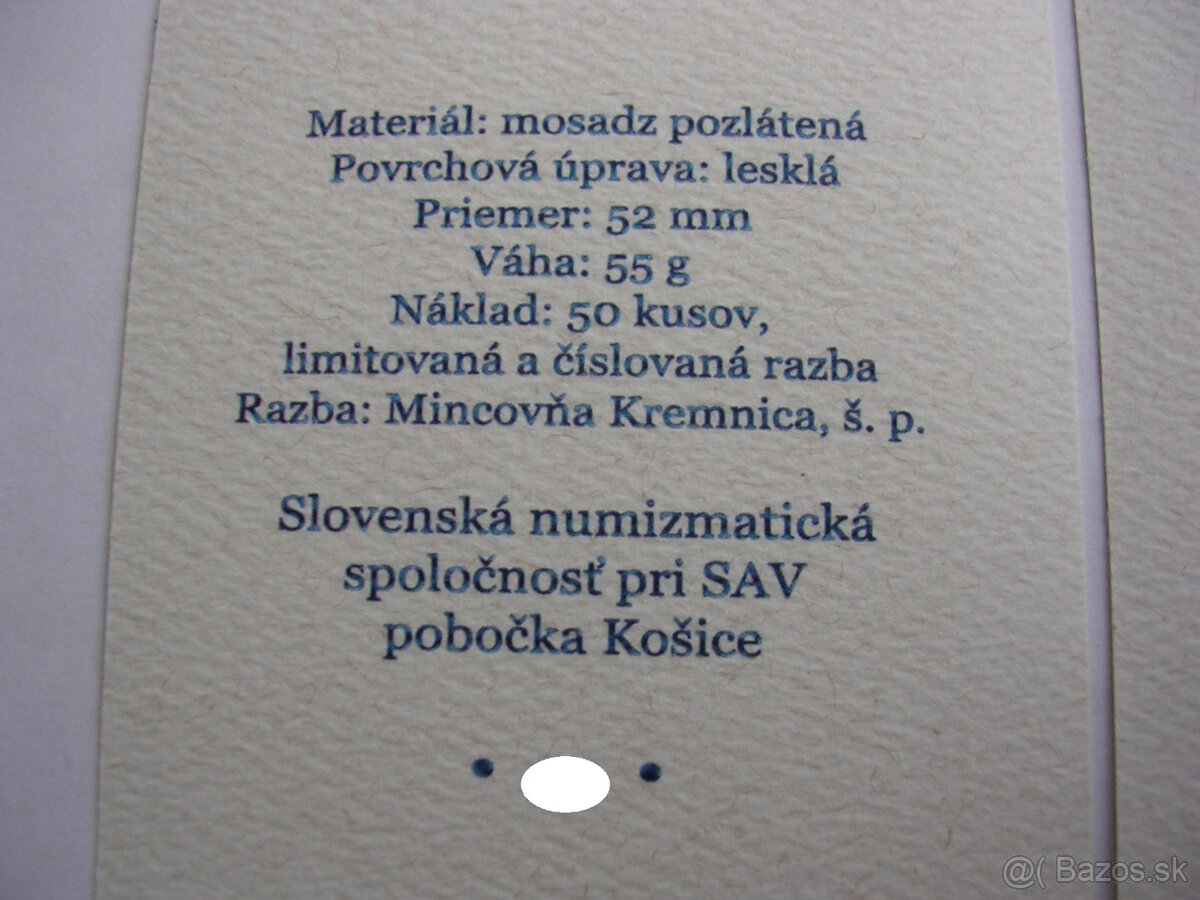 Materiál: mosadz pozlátená
Povrchová úprava: lesklá
Priemer: 52 mm
Váha: 55 g
Náklad: 50 kusov,
limitovaná a číslovaná razba
Razba: Mincovňa Kremnica, š. p.
Slovenská numizmatická
spoločnosť pri SAV
pobočka Košice
• •
@( Bazos.sk